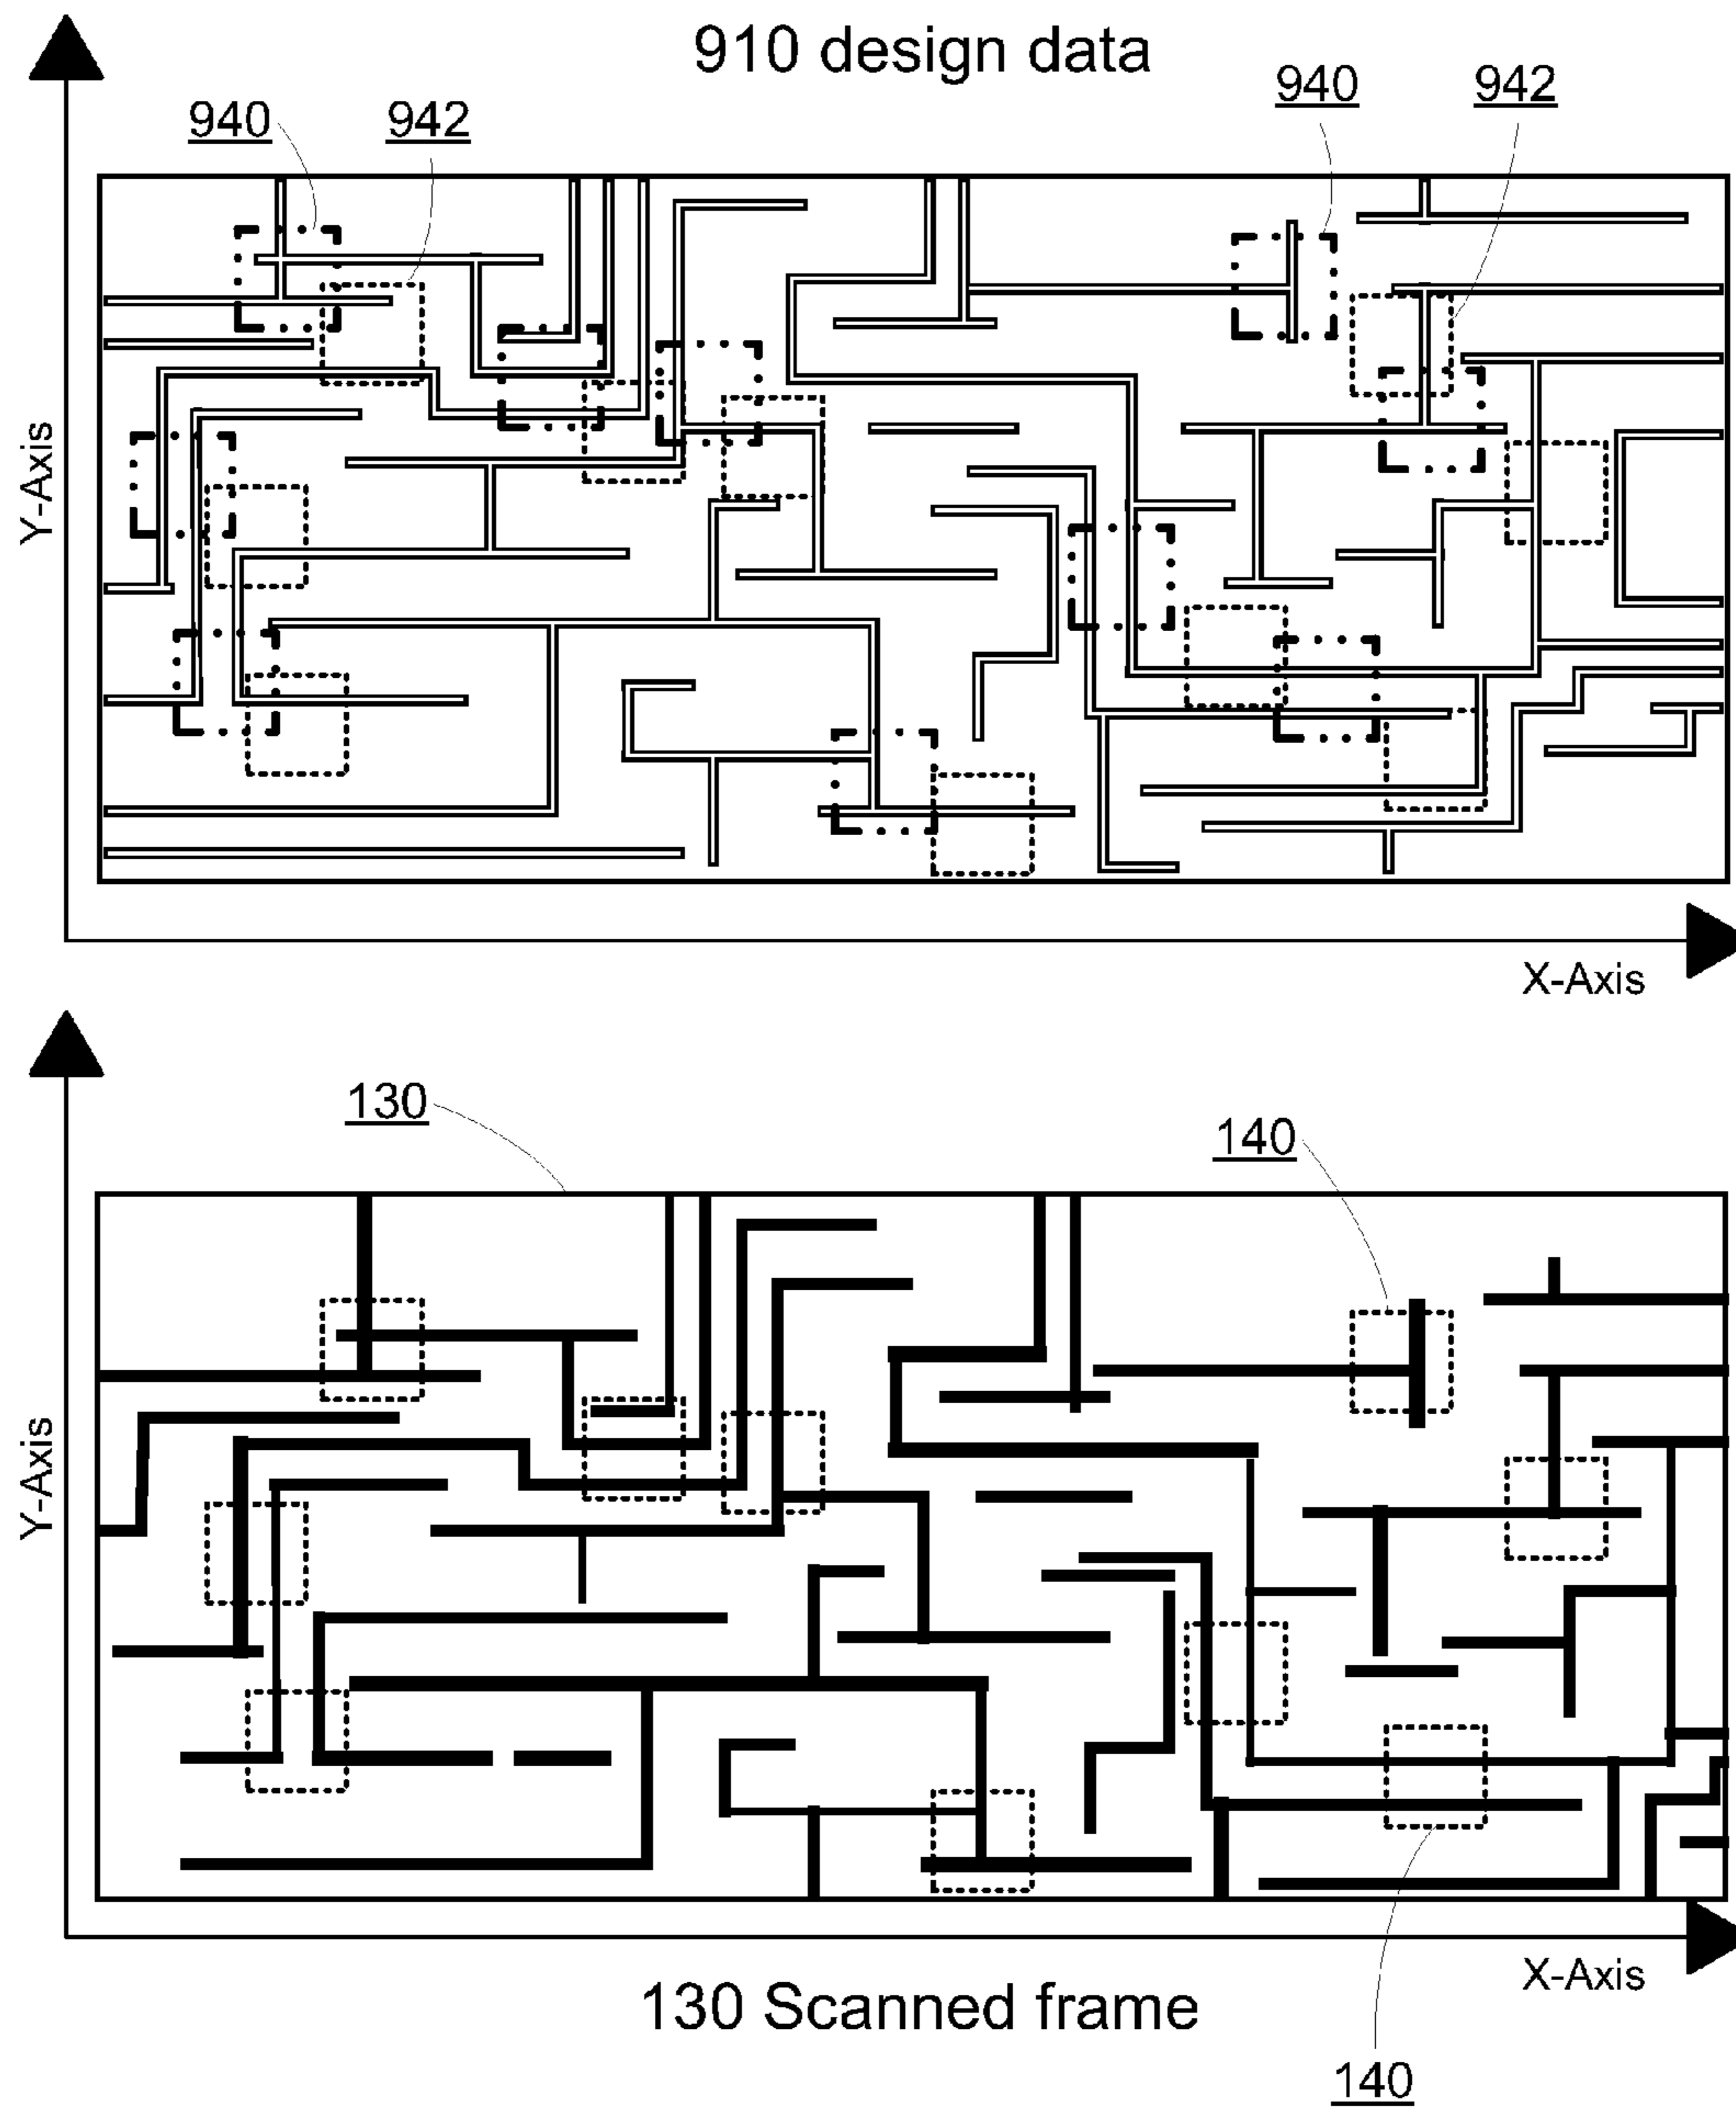 910 design data
940
942
940
942
Y-Axis
X-Axis
130
140
Y-Axis
X-Axis
130 Scanned frame
140